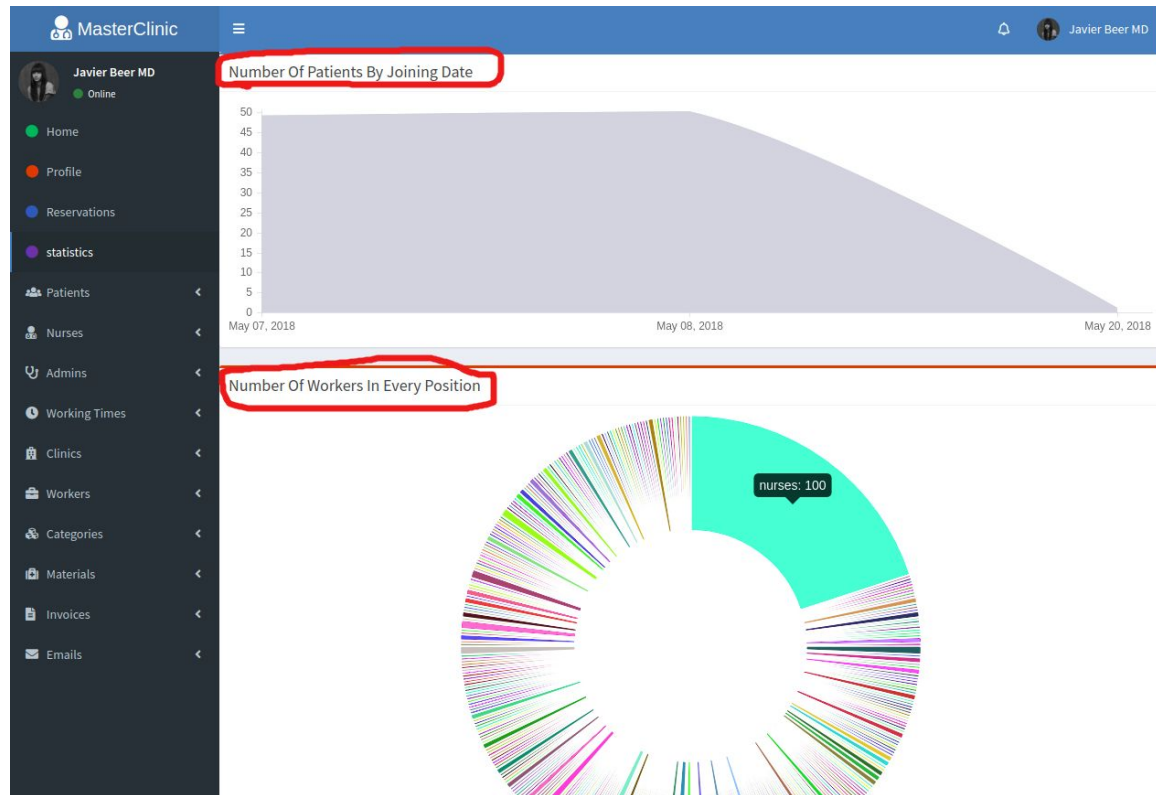 MasterClinic
Javier Beer MD
Javier Beer MD
Online
Home
Profile
Reservations
statistics
Patients
Nurses
Admins
Working Times
Clinics
Workers
Categories
Materials
Invoices
Emails
Number Of Patients By Joining Date
50
45
40
35
30
25
20
15
10
5
0
May 07, 2018 May 08, 2018 May 20, 2018
Number Of Workers In Every Position
nurses: 100